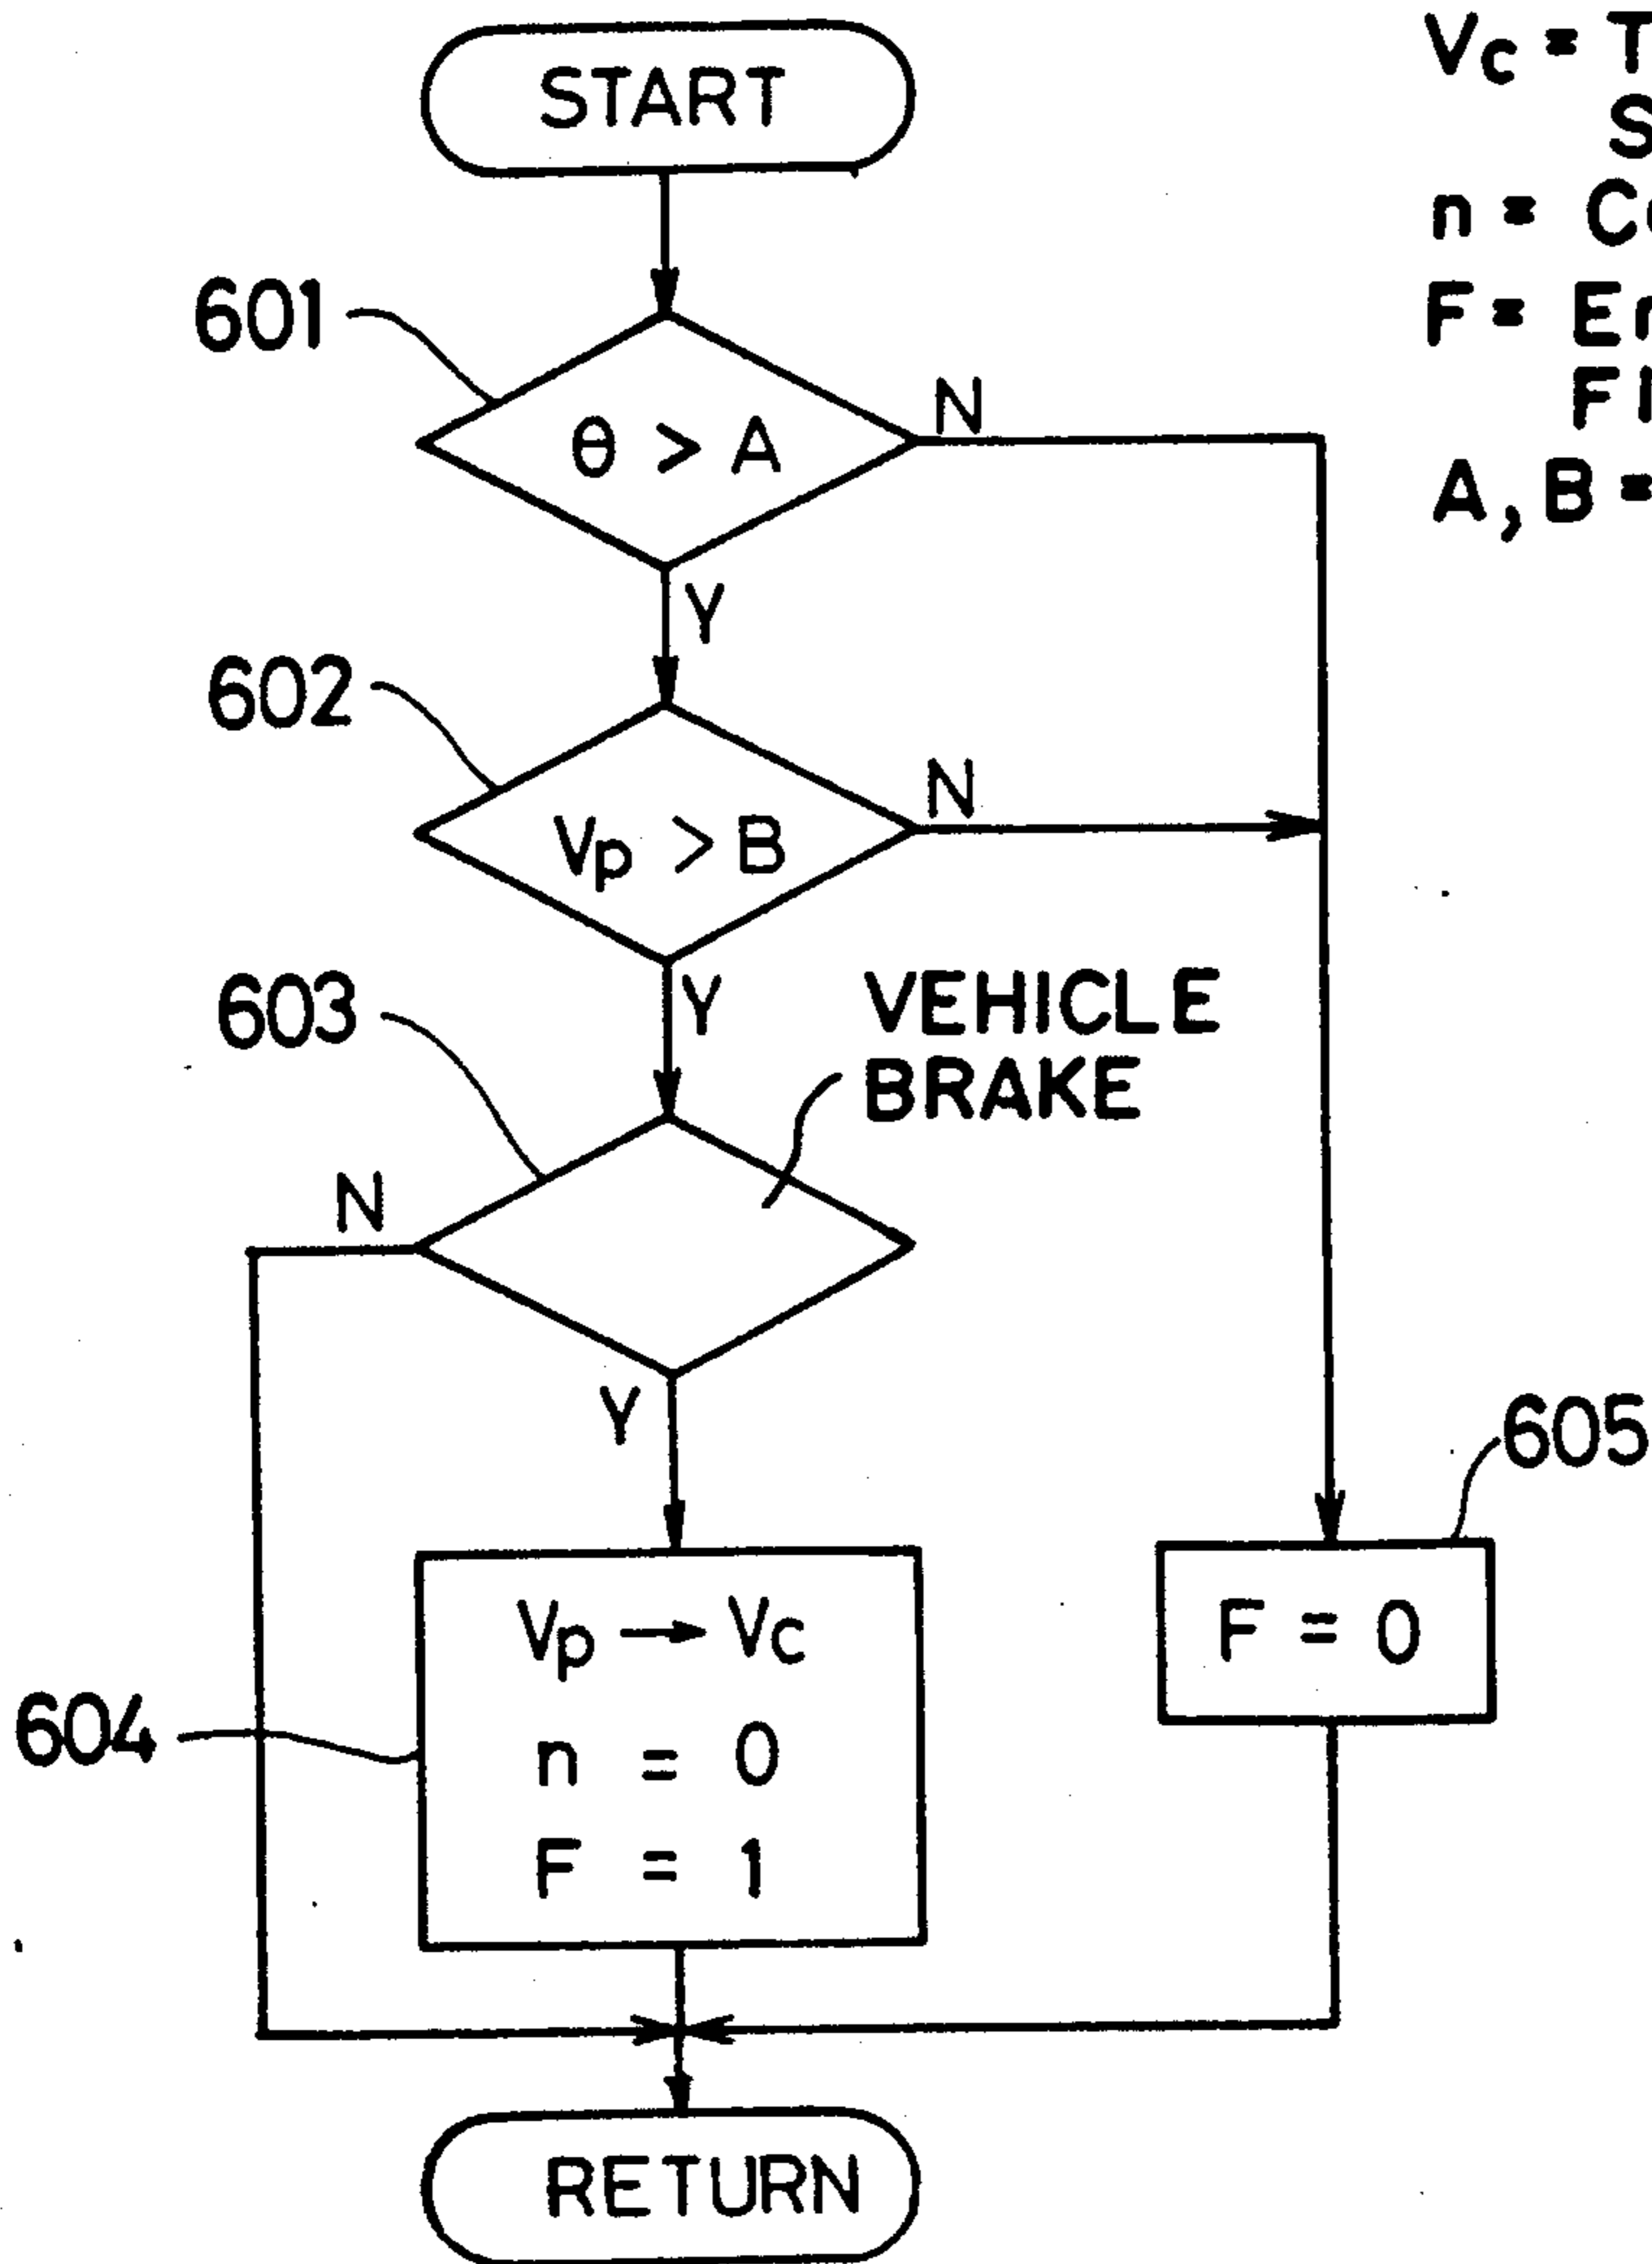 START
601
θ > A
N
Y
602
Vp > B
N
Y
603
VEHICLE
BRAKE
N
Y
605
Vp → Vc
n = 0
F = 1
F = 0
604
RETURN
Vc =
n =
F =
A, B =